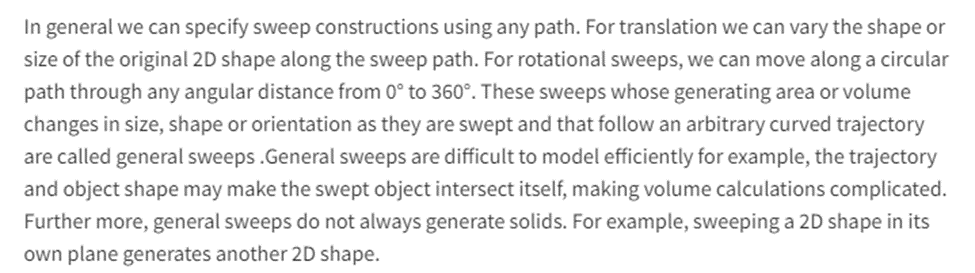 In general we can specify sweep constructions using any path. For translation we can vary the shape or
size of the original 2D shape along the sweep path. For rotational sweeps, we can move along a circular
path through any angular distance from 0° to 360°. These sweeps whose generating area or volume
changes in size, shape or orientation as they are swept and that follow an arbitrary curved trajectory
are called general sweeps .General sweeps are difficult to model efficiently for example, the trajectory
and object shape may make the swept object intersect itself, making volume calculations complicated.
Further more, general sweeps do not always generate solids. For example, sweeping a 2D shape in its
own plane generates another 2D shape.